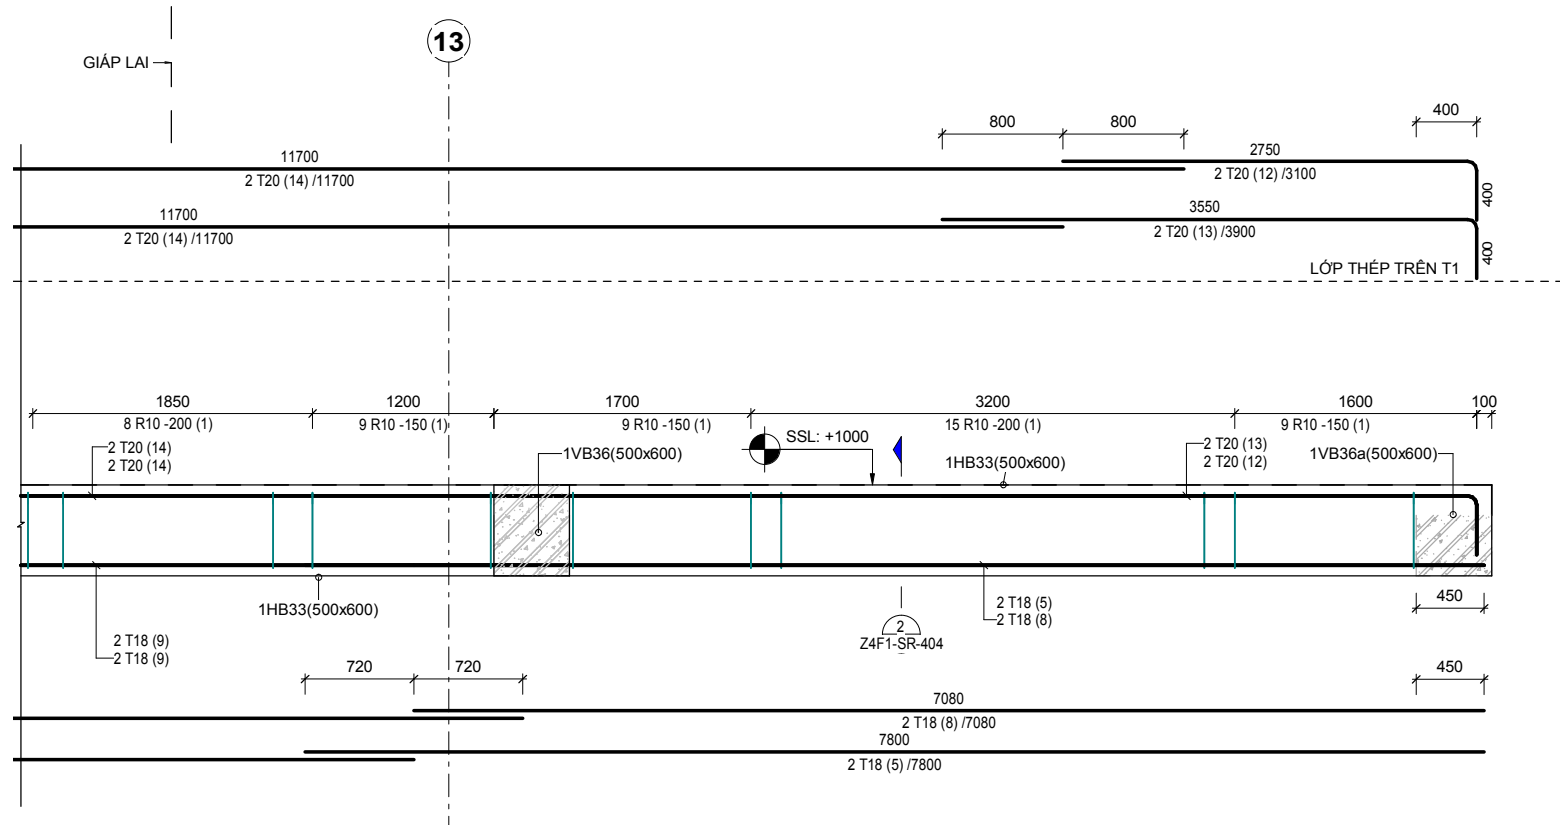 13
GIÁP LAI
800
800
400
11700
2 T20 (14) /11700
2750
2 T20 (12) /3100
400
11700
2 T20 (14) /11700
3550
2 T20 (13) /3900
400
LỚP THÉP TRÊN T1
1850
8 R10 -200 (1)
1200
9 R10 -150 (1)
1700
9 R10 -150 (1)
3200
15 R10 -200 (1)
1600
9 R10 -150 (1)
100
2 T20 (14)
2 T20 (14)
1VB36(500x600)
SSL: +1000
1HB33(500x600)
2 T20 (13)
2 T20 (12)
1VB36a(500x600)
1HB33(500x600)
2 T18 (9)
2 T18 (9)
2 T18 (5)
2 T18 (8)
2
Z4F1-SR-404
450
720
720
450
7080
2 T18 (8) /7080
7800
2 T18 (5) /7800